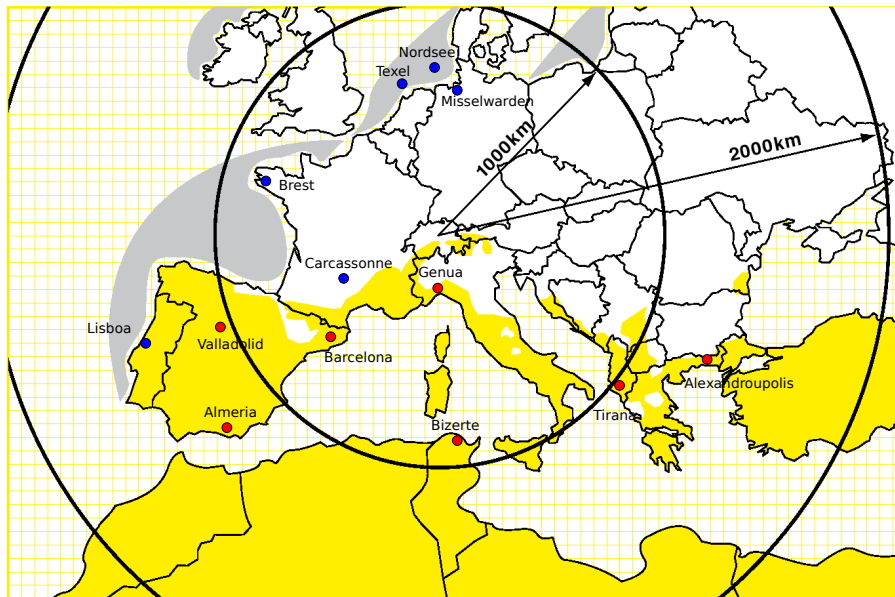 Nordsee
Texel
Misselwarden
1000km
2000km
Brest
Carcassonne
Genua
Lisboa
Valladolid
Barcelona
Alexandroupolis
Almeria
Tirana
Bizerte